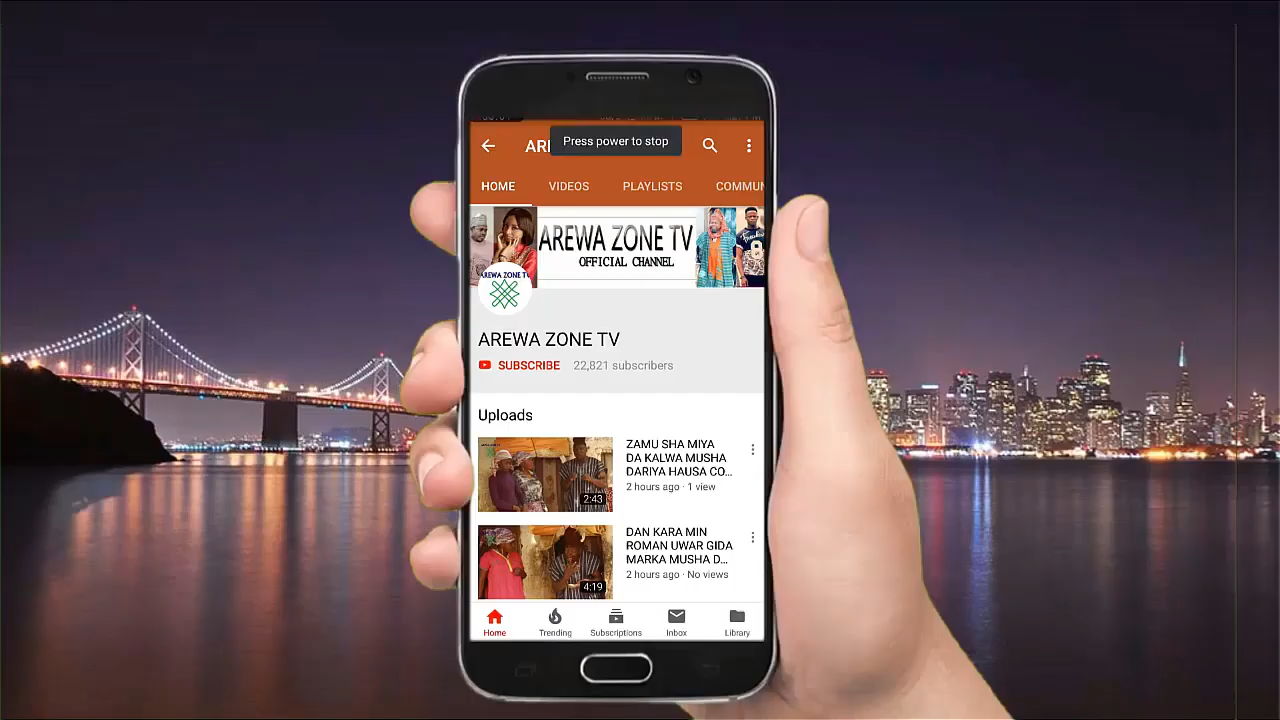 ARE
Press power to stop
HOME VIDEOS PLAYLISTS COMMUN
AREWA ZONE TV
OFFICIAL CHANNEL
AREWA ZONE TV
AREWA ZONE TV
SUBSCRIBE 22,821 subscribers
Uploads
ZAMU SHA MIYA
DA KALWA MUSHA
DARIYA HAUSA CO...
2 hours ago · 1 view
2:43
DAN KARA MIN
ROMAN UWAR GIDA
MARKA MUSHA D...
2 hours ago · No views
4:19
Home Trending Subscriptions Inbox Library